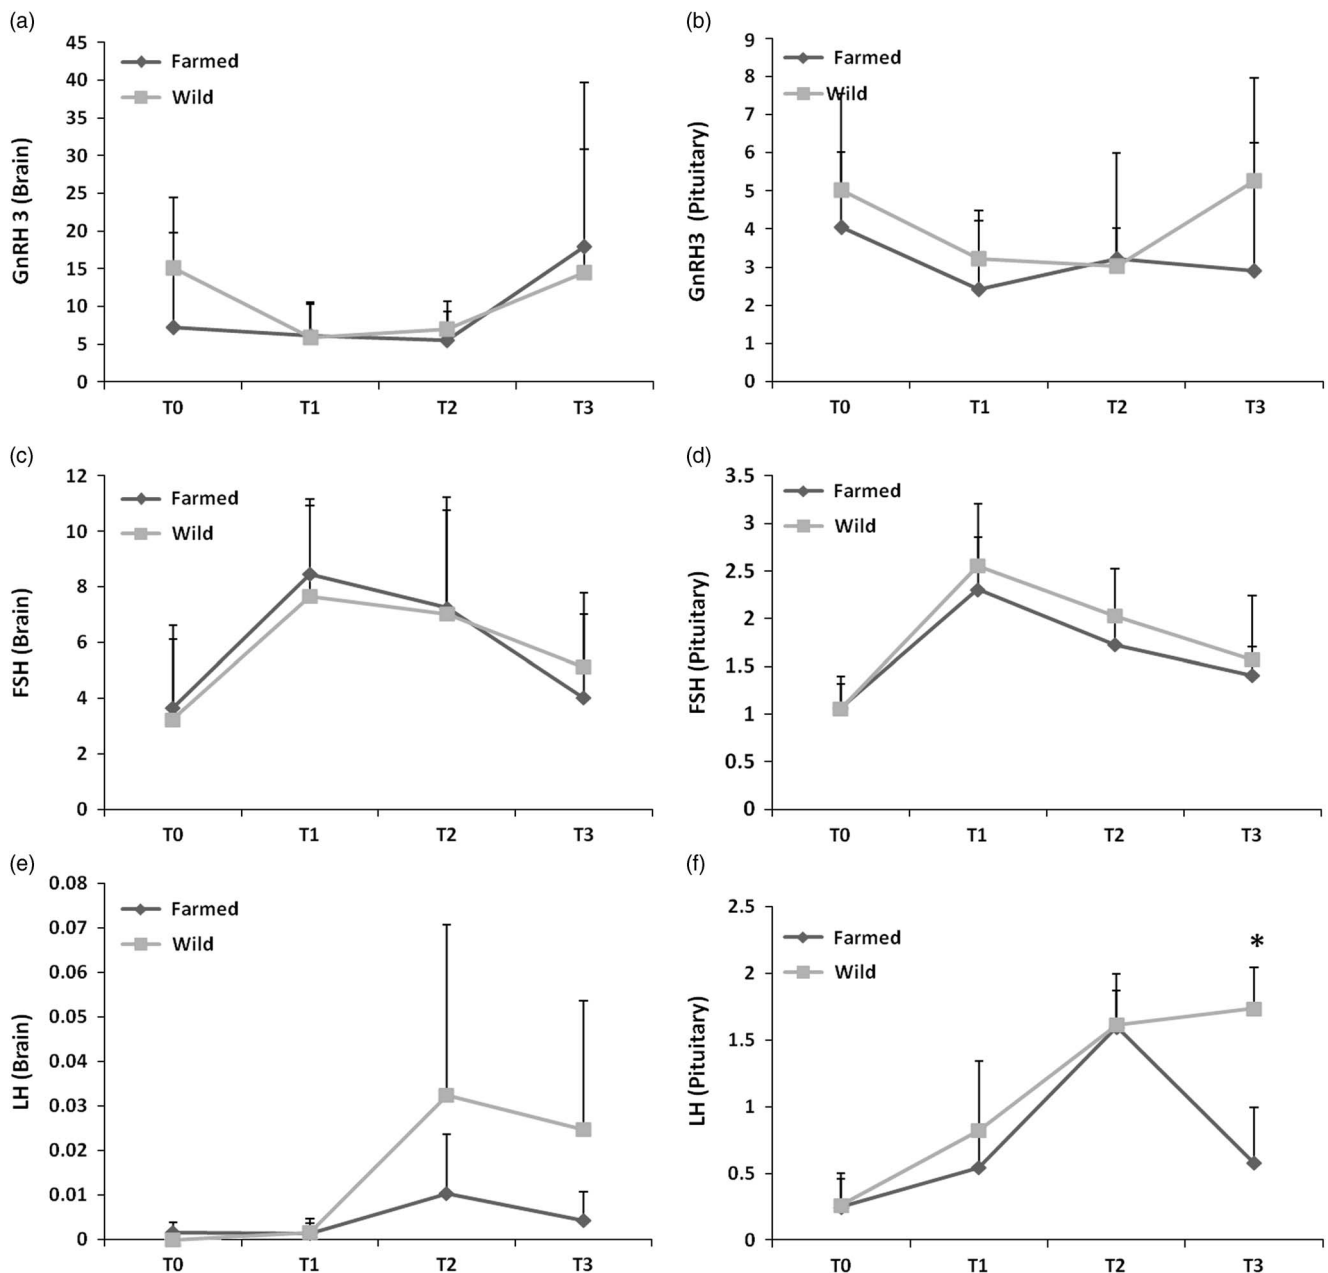 (a)
GnRH 3 (Brain)
45
40
35
30
25
20
15
10
5
0
Farmed
Wild
T0 T1 T2 T3
(b)
GnRH3 (Pituitary)
9
8
7
6
5
4
3
2
1
0
Farmed
Wild
T0 T1 T2 T3
(c)
FSH (Brain)
12
10
8
6
4
2
0
Farmed
Wild
T0 T1 T2 T3
(d)
FSH (Pituitary)
3.5
3
2.5
2
1.5
1
0.5
0
Farmed
Wild
T0 T1 T2 T3
(e)
LH (Brain)
0.08
0.07
0.06
0.05
0.04
0.03
0.02
0.01
0
Farmed
Wild
T0 T1 T2 T3
(f)
LH (Pituitary)
2.5
2
1.5
1
0.5
0
Farmed
Wild
*
T0 T1 T2 T3